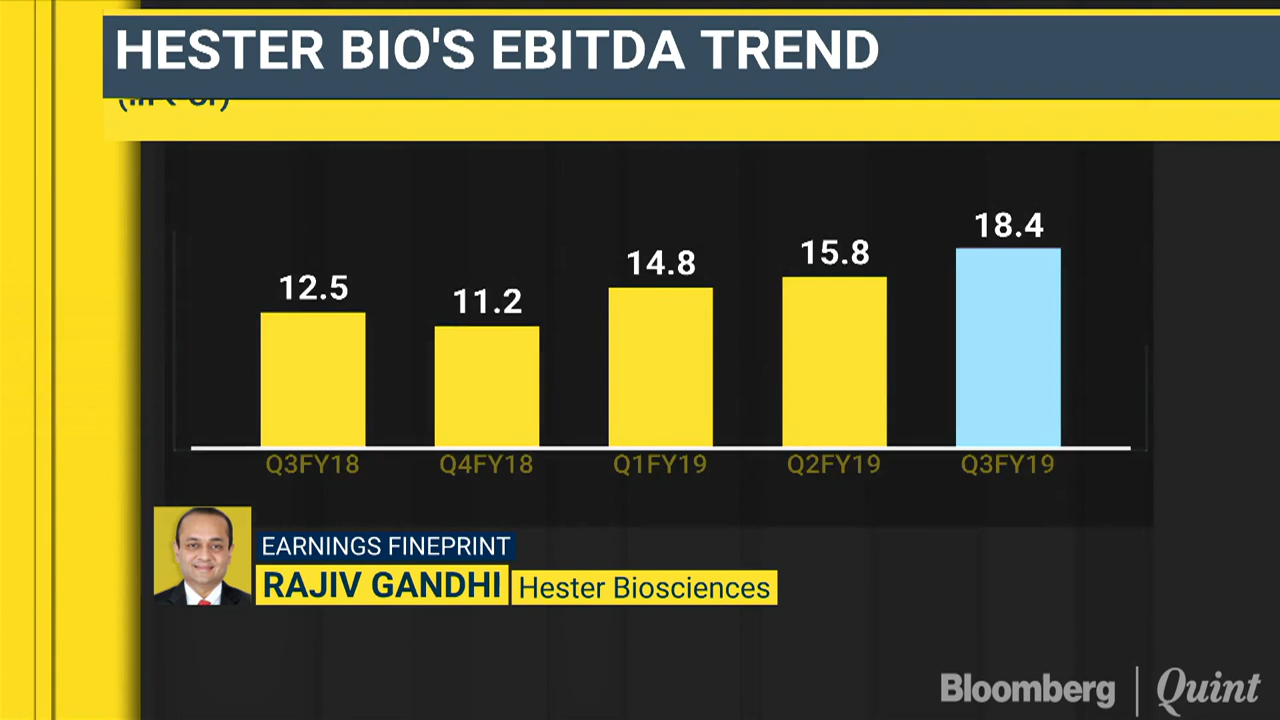 HESTER BIO'S EBITDA TREND
12.5
11.2
14.8
15.8
18.4
Q3FY18
Q4FY18
Q1FY19
Q2FY19
Q3FY19
EARNINGS FINEPRINT
RAJIV GANDHI Hester Biosciences
Bloomberg | Quint